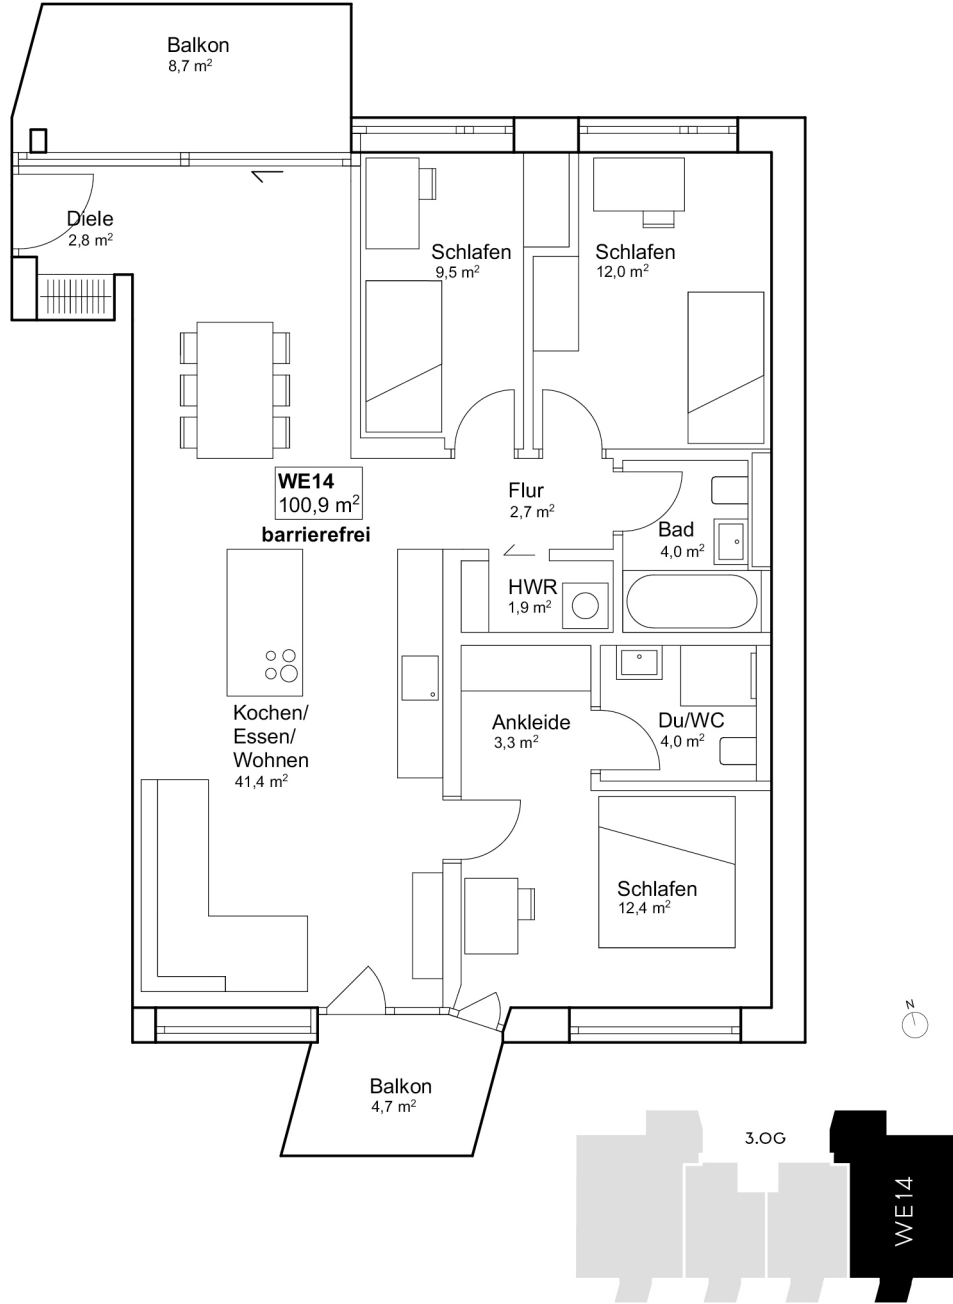 Balkon
8,7 m²
Diele
2,8 m²
Schlafen
9,5 m²
Schlafen
12,0 m²
WE14
100,9 m²
barrierefrei
Flur
2,7 m²
Bad
4,0 m²
HWR
1,9 m²
Kochen/
Essen/
Wohnen
41,4 m²
Ankleide
3,3 m²
Du/WC
4,0 m²
Schlafen
12,4 m²
Balkon
4,7 m²
N
3.OG
WE14